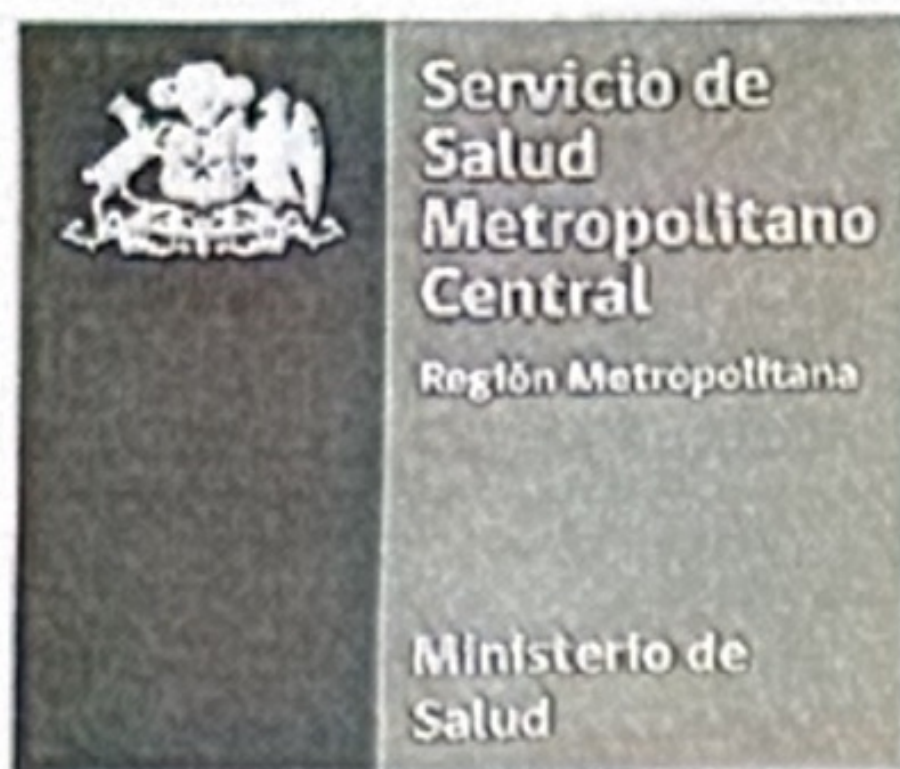 Servicio de
Salud
Metropolitano
Central
Región Metropolitana
Ministerio de
Salud